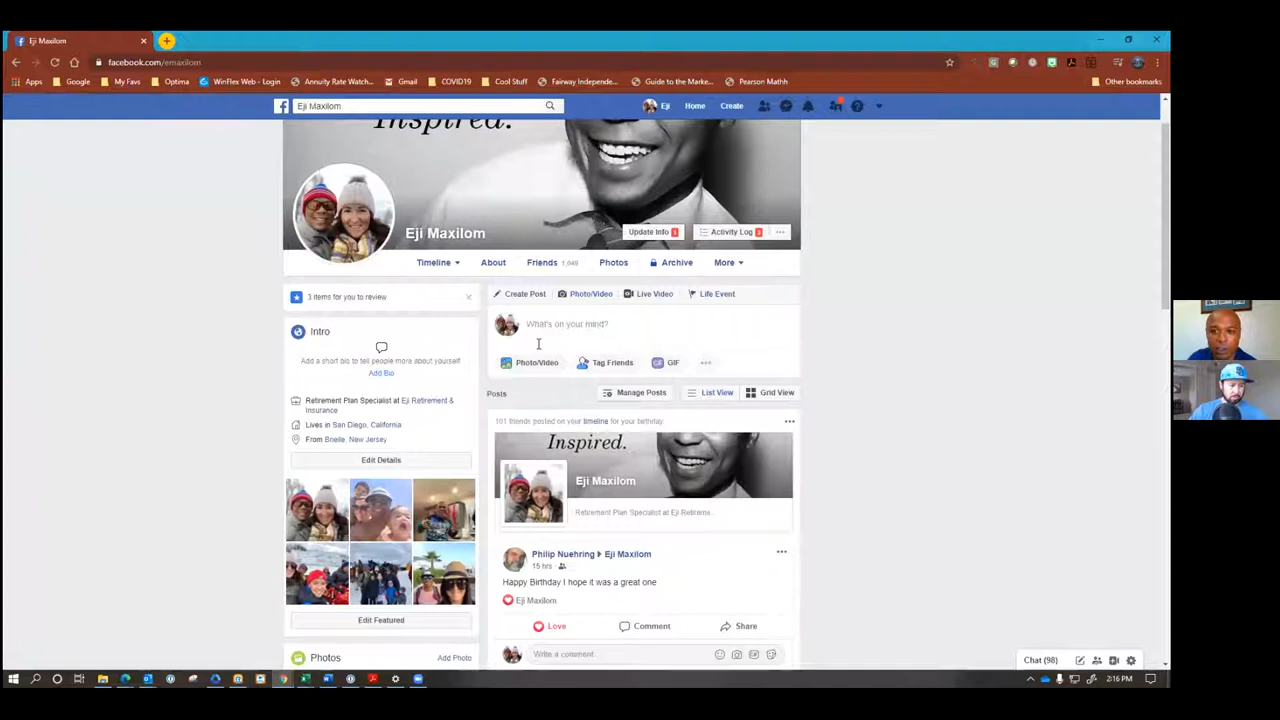 Eji Maxilom
facebook.com/emaxilom
Apps Google My Favs Optima WinFlex Web - Login Annuity Rate Watch... Gmail COVID19 Cool Stuff Fairway Independe... Guide to the Marke... Pearson Mathh Other bookmarks
Eji Maxilom Eji Home Create
Inspired.
Eji Maxilom Update Info 1 Activity Log 2
Timeline About Friends 1,049 Photos Archive More
3 items for you to review
Create Post Photo/Video Live Video Life Event
Intro
What's on your mind?
Add a short bio to tell people more about yourself
Add Bio
Photo/Video Tag Friends GIF
Posts Manage Posts List View Grid View
Retirement Plan Specialist at Eji Retirement &
Insurance
Lives in San Diego, California
From Brielle, New Jersey
Edit Details
101 friends posted on your timeline for your birthday.
Inspired.
Eji Maxilom
Retirement Plan Specialist at Eji Retireme...
Philip Nuehring Eji Maxilom
15 hrs
Happy Birthday I hope it was a great one
Eji Maxilom
Edit Featured
Love Comment Share
Photos Add Photo
Write a comment...
Chat (98)
2:16 PM